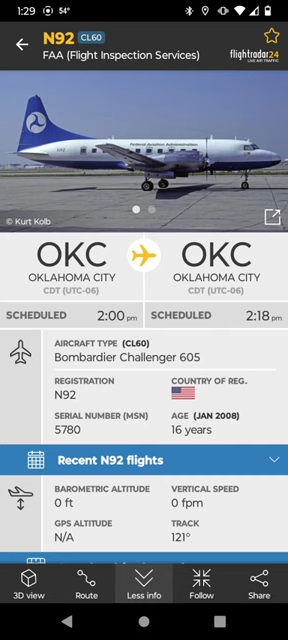 1:29 54°
N92 CL60
FAA (Flight Inspection Services)
flightradar24
LIVE AIR TRAFFIC
Federal Aviation Administration
N92
© Kurt Kolb
OKC OKC
OKLAHOMA CITY OKLAHOMA CITY
CDT (UTC-06) CDT (UTC-06)
SCHEDULED 2:00 pm SCHEDULED 2:18 pm
AIRCRAFT TYPE (CL60)
Bombardier Challenger 605
REGISTRATION COUNTRY OF REG.
N92
SERIAL NUMBER (MSN) AGE (JAN 2008)
5780 16 years
Recent N92 flights
BAROMETRIC ALTITUDE VERTICAL SPEED
0 ft 0 fpm
GPS ALTITUDE TRACK
N/A 121°
3D view Route Less info Follow Share